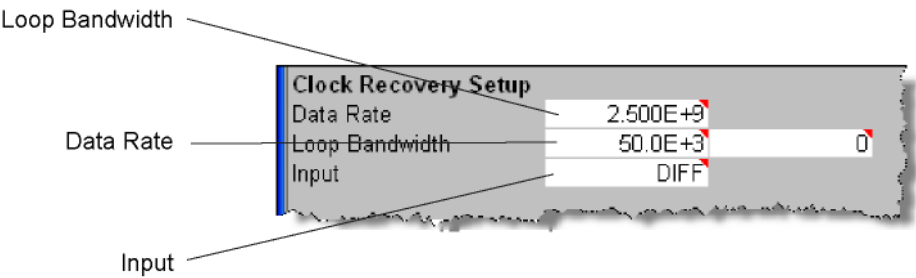 Loop Bandwidth
Clock Recovery Setup
Data Rate 2.500E+9
Data Rate
Loop Bandwidth 50.0E+3 0
Input DIFF
Input